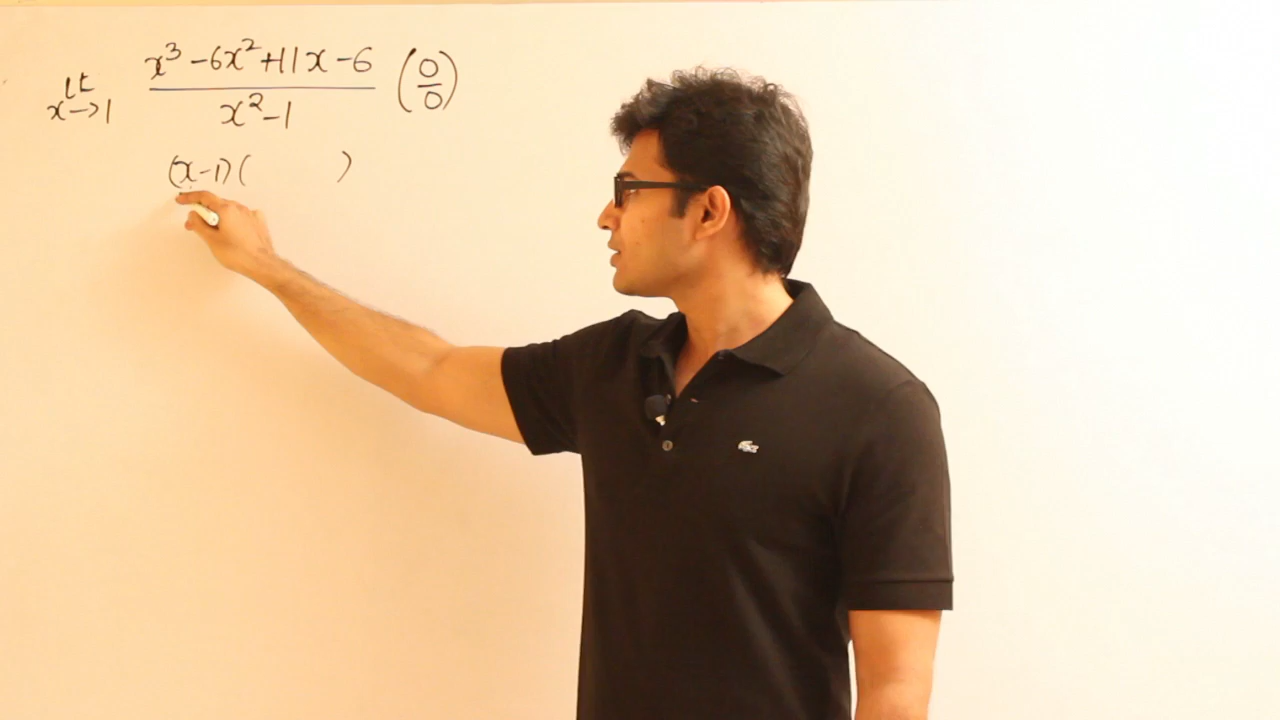 lt x→1 x³-6x²+11x-6 / x²-1 (0/0)
(x-1)( )